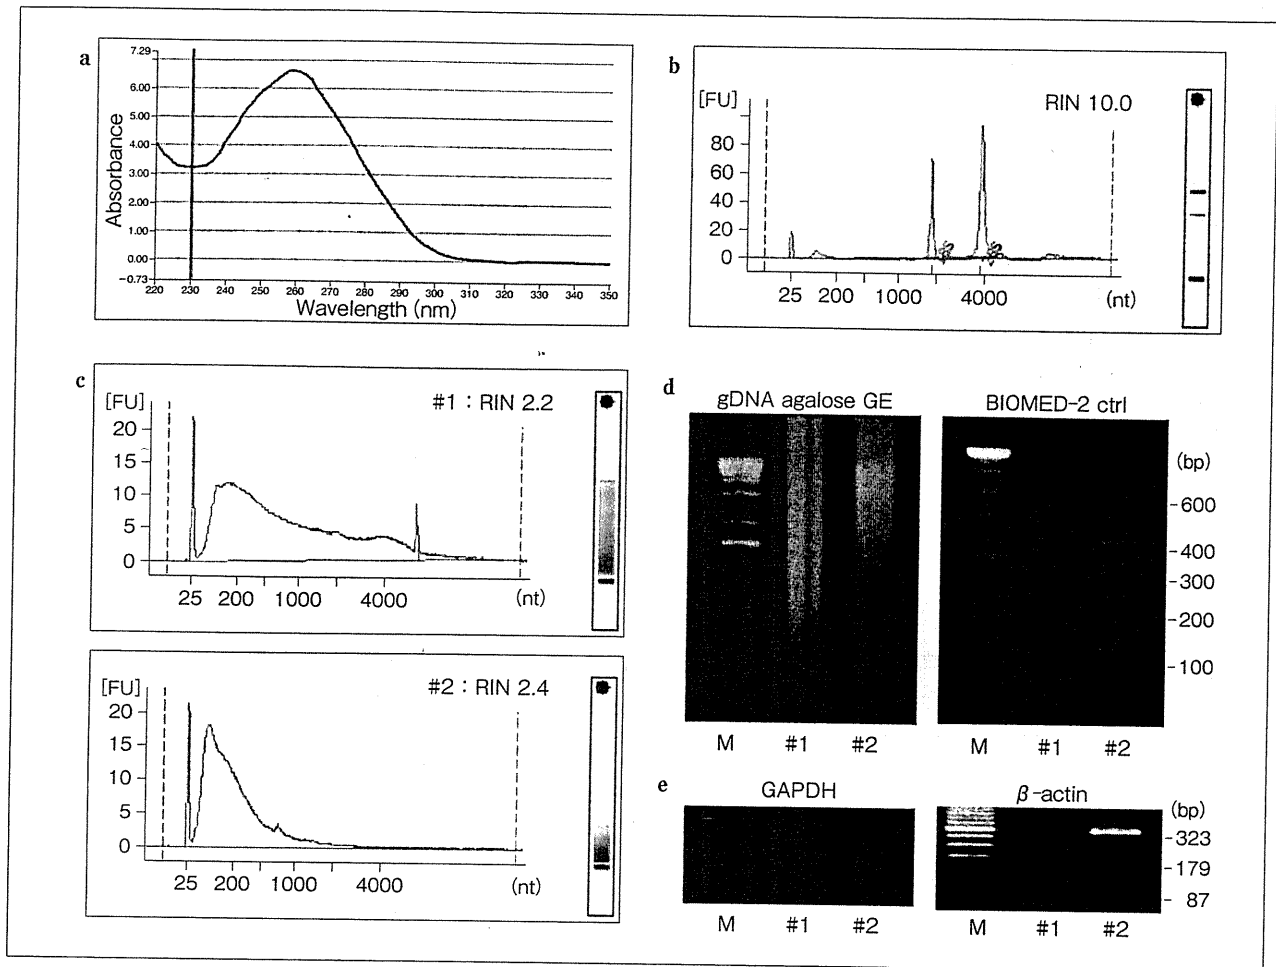 a
7.29
6.00
5.00
4.00
3.00
2.00
1.00
0.00
-0.73
Absorbance
220 230 240 250 260 270 280 290 300 310 320 330 340 350
Wavelength (nm)
b
[FU]
RIN 10.0
80
60
40
20
0
25 200 1000 4000 (nt)
c
[FU]
#1 : RIN 2.2
20
15
10
5
0
25 200 1000 4000 (nt)
[FU]
#2 : RIN 2.4
20
15
10
5
0
25 200 1000 4000 (nt)
d
gDNA agalose GE
BIOMED-2 ctrl
(bp)
-600
-400
-300
-200
-100
M #1 #2
M #1 #2
e
GAPDH
β-actin
(bp)
-323
-179
- 87
M #1 #2
M #1 #2